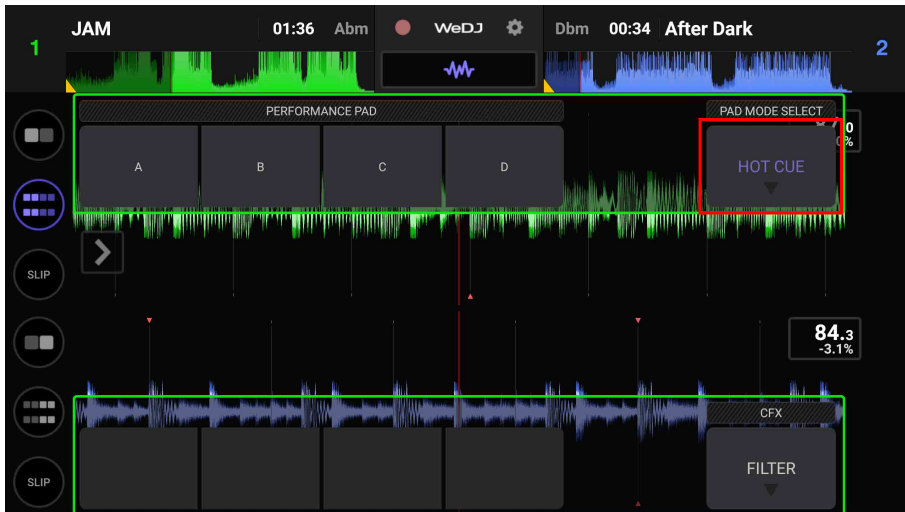 1
JAM
01:36
Abm
WeDJ
Dbm
00:34
After Dark
2
PERFORMANCE PAD
PAD MODE SELECT
A
B
C
D
HOT CUE
SLIP
84.3
-3.1%
CFX
FILTER
SLIP